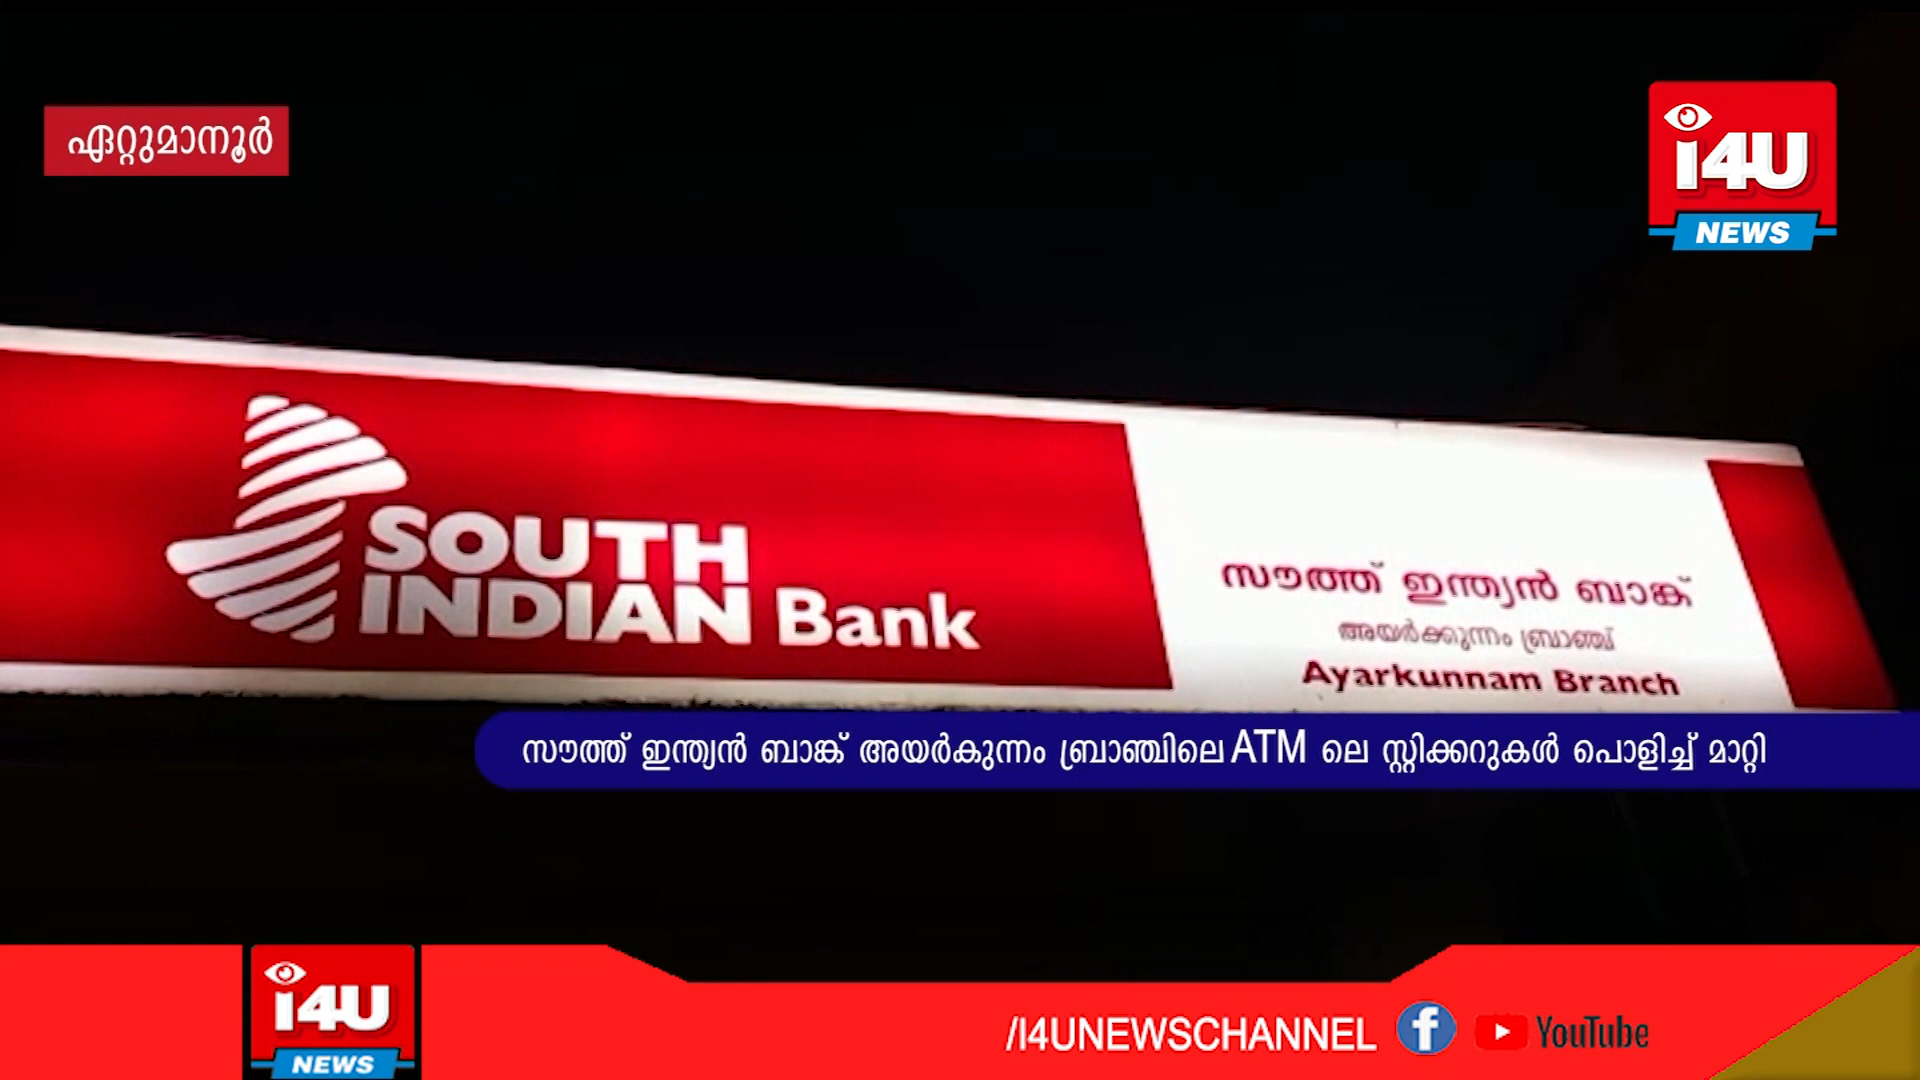 ഏറ്റുമാനൂർ
i4U
NEWS
SOUTH
INDIAN Bank
സൗത്ത് ഇന്ത്യൻ ബാങ്ക്
അയർക്കുന്നം ബ്രാഞ്ച്
Ayarkunnam Branch
സൗത്ത് ഇന്ത്യൻ ബാങ്ക് അയർകുന്നം ബ്രാഞ്ചിലെ ATM ലെ സ്റ്റിക്കറുകൾ പൊളിച്ച് മാറ്റി
i4U
NEWS
/I4UNEWSCHANNEL f YouTube